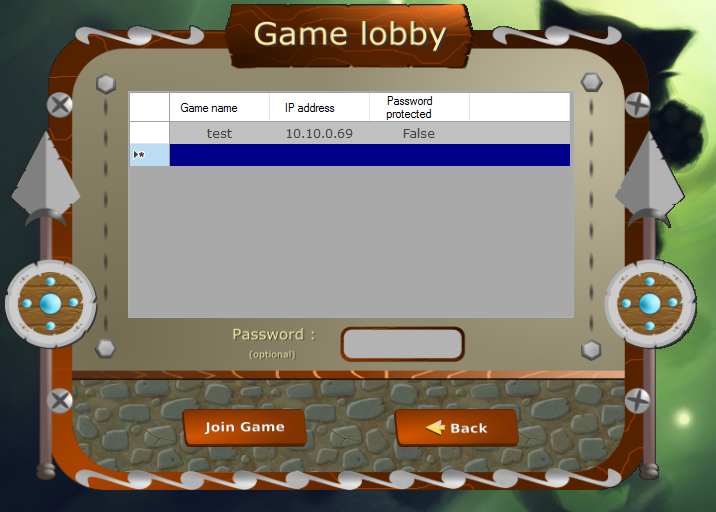 Game lobby
Game name IP address Password protected
test 10.10.0.69 False
Password :
(optional)
Join Game Back